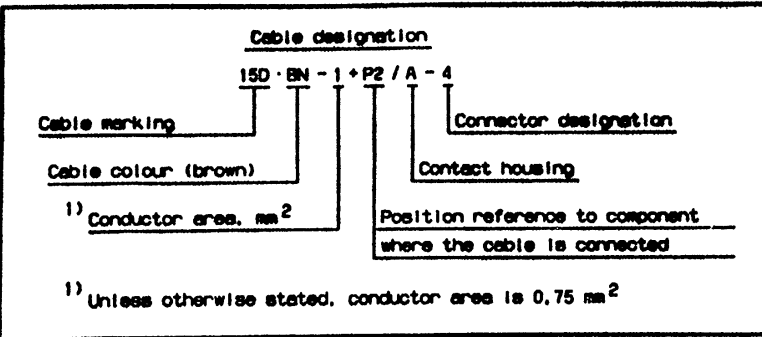 Cable designation
15D · BN - 1 + P2 / A - 4
Cable marking
Connector designation
Cable colour (brown)
Contact housing
1) Conductor area, mm2
Position reference to component
where the cable is connected
1) Unless otherwise stated, conductor area is 0,75 mm2